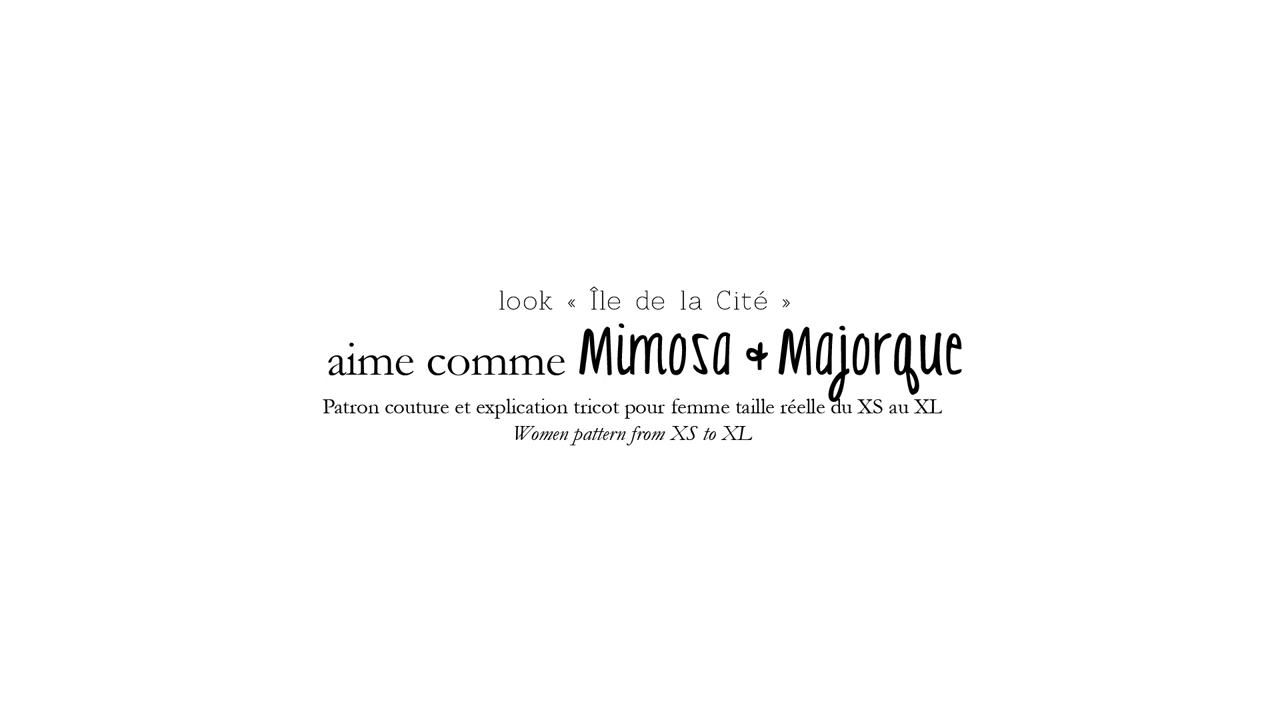 look « Île de la Cité »
aime comme Mimosa & Majorque
Patron couture et explication tricot pour femme taille réelle du XS au XL
Women pattern from XS to XL